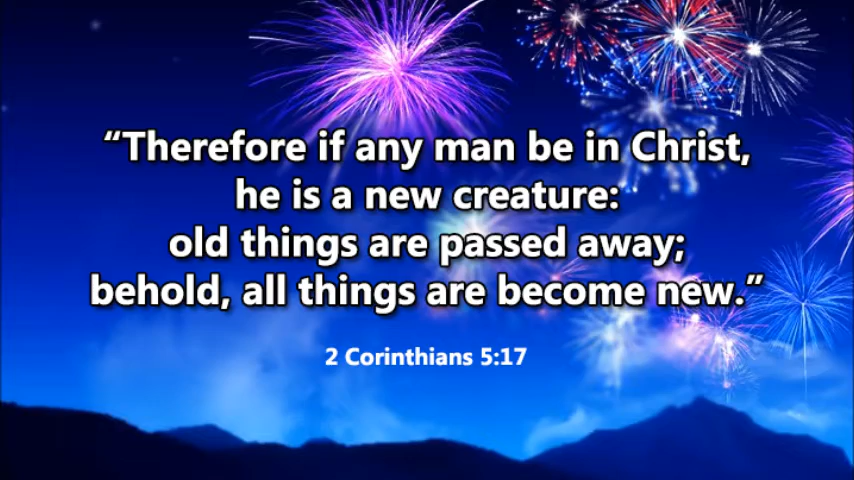 “Therefore if any man be in Christ,
he is a new creature:
old things are passed away;
behold, all things are become new.”
2 Corinthians 5:17